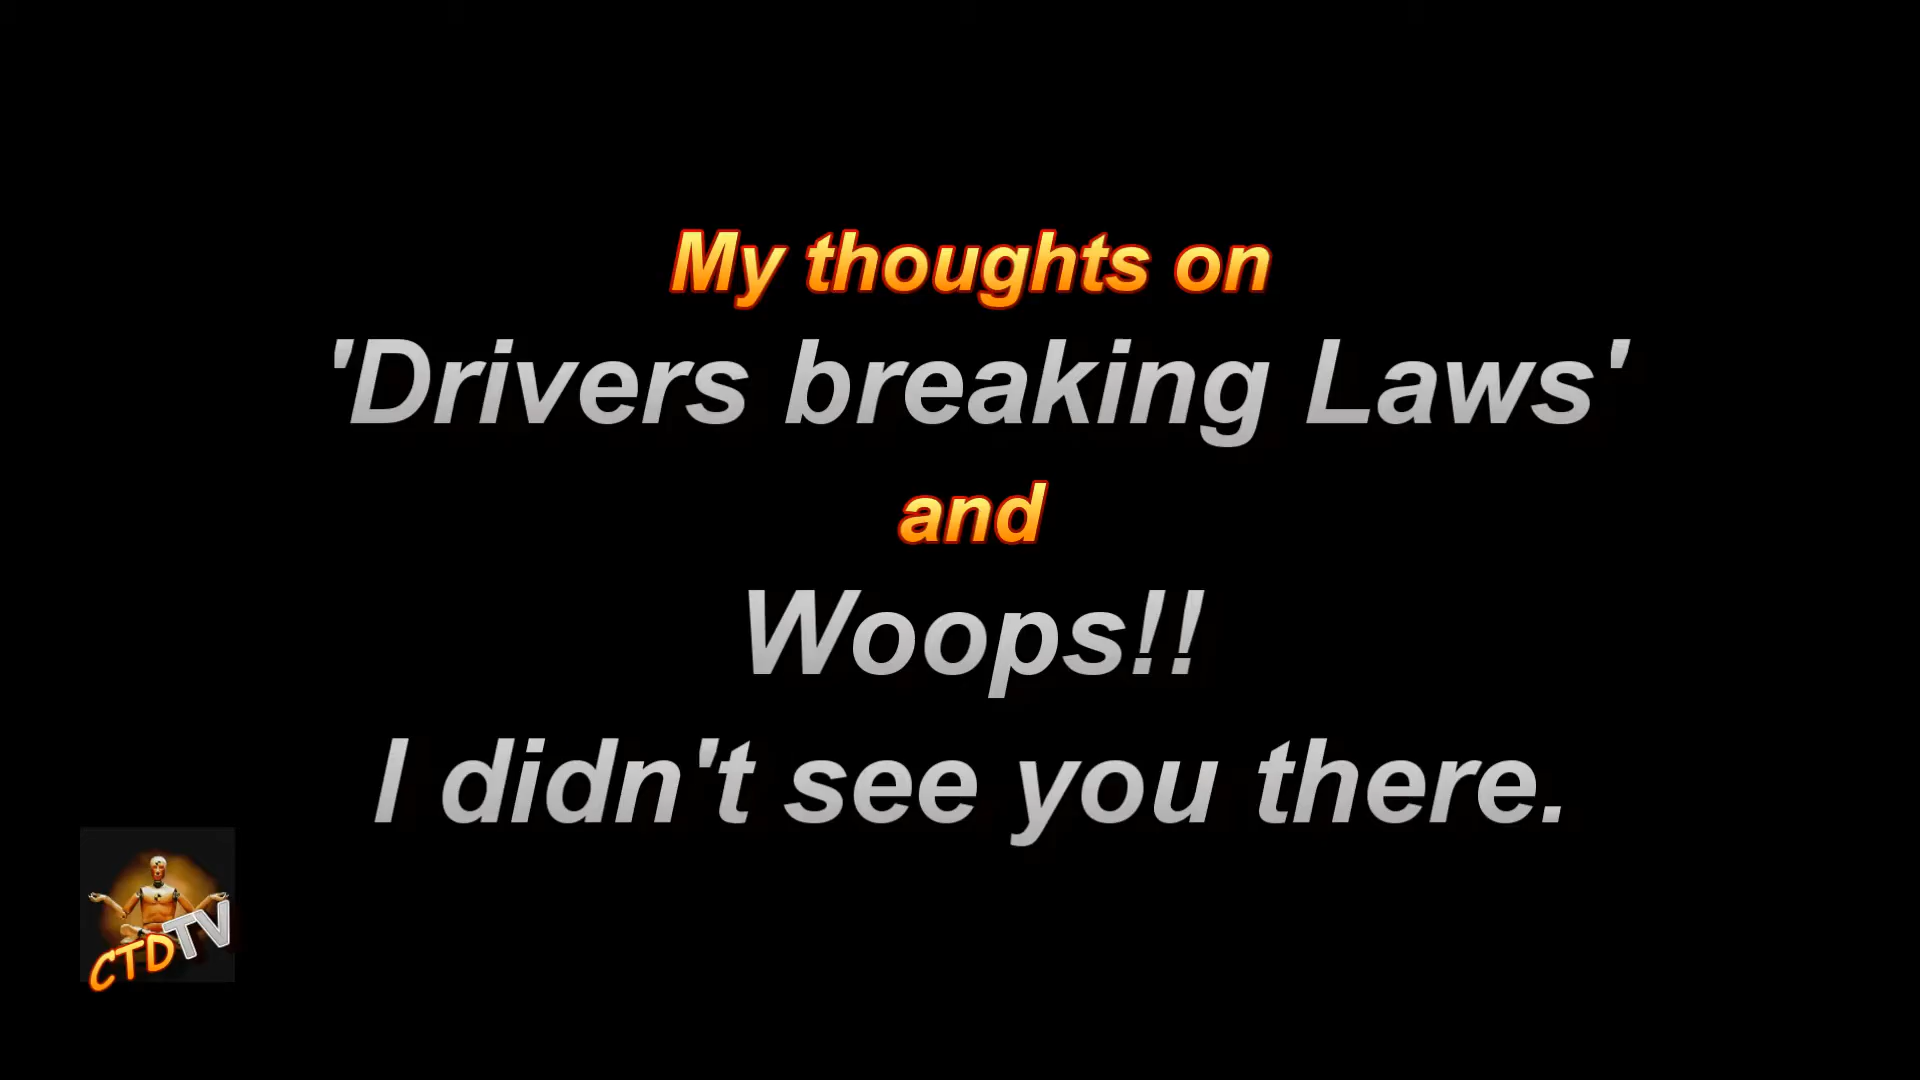 My thoughts on
'Drivers breaking Laws'
and
Woops!!
I didn't see you there.
CTDTV